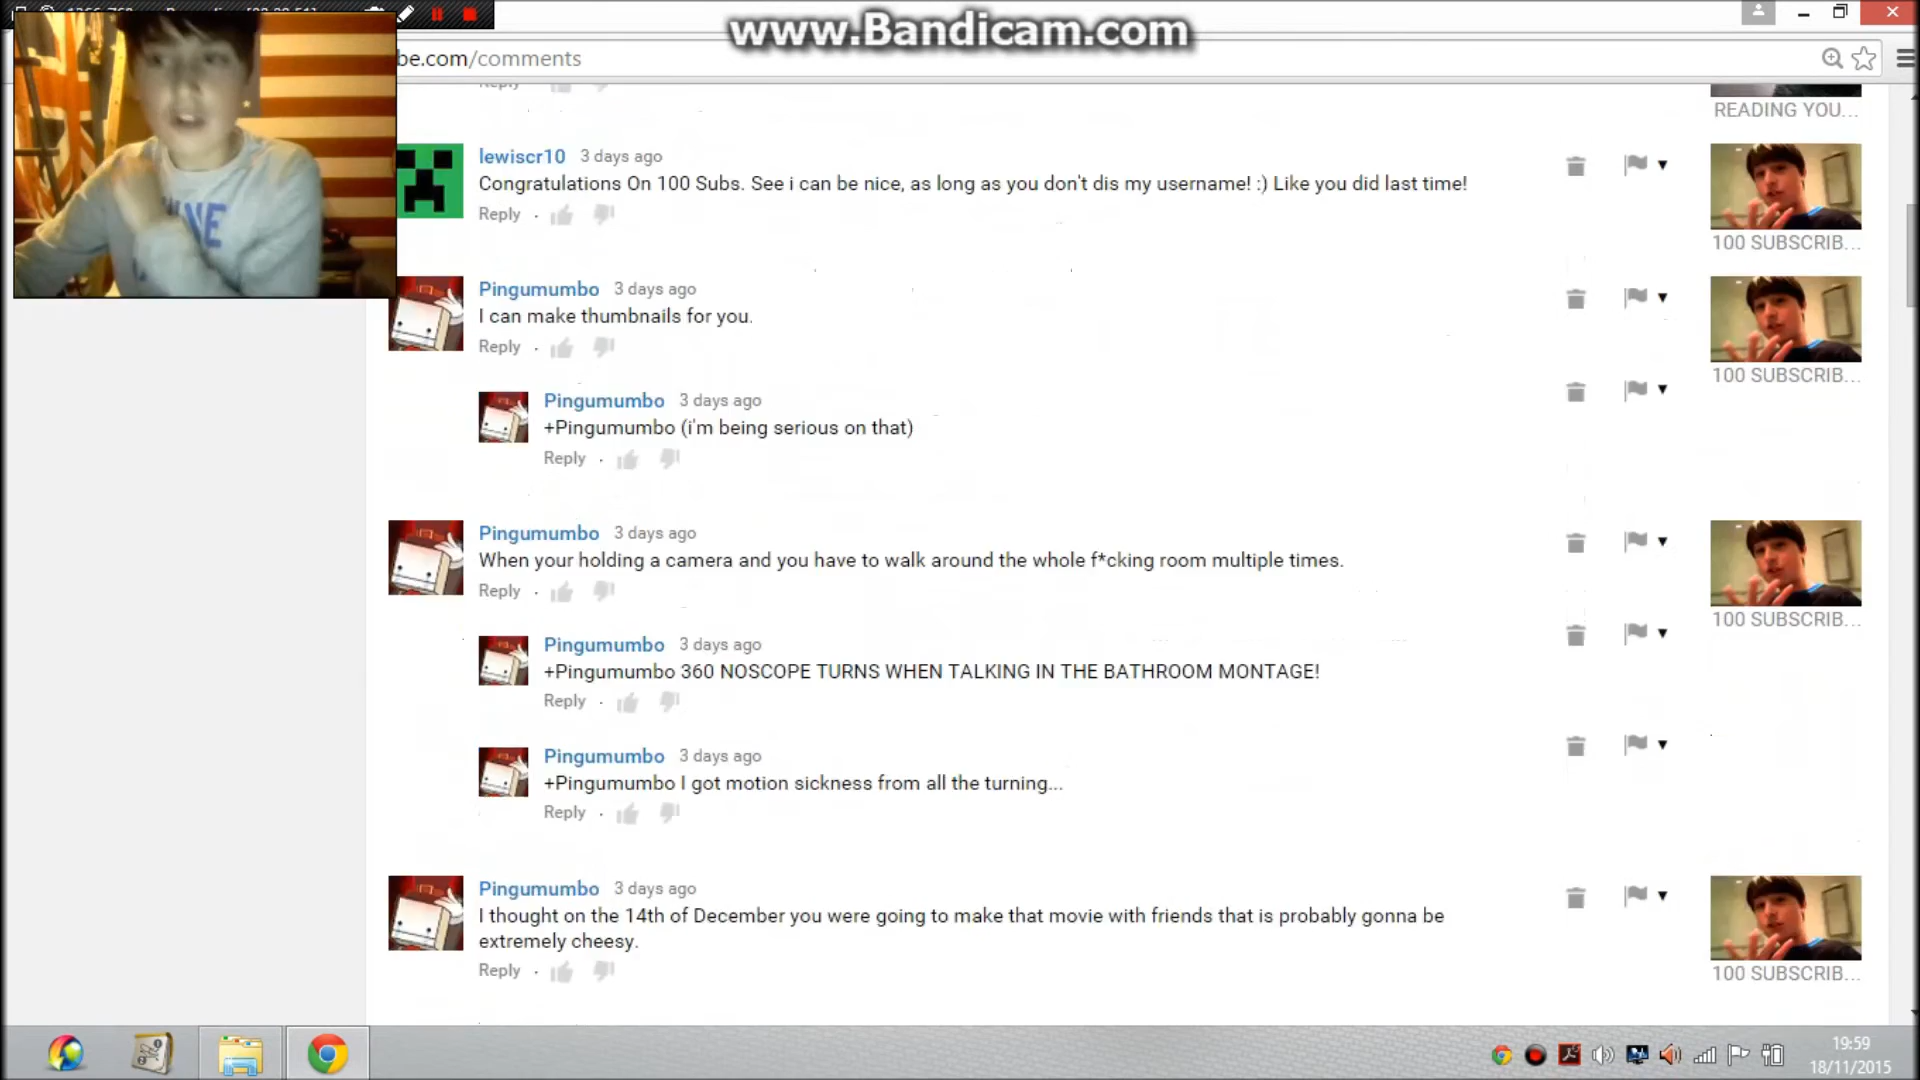 www.Bandicam.com
be.com/comments
Reply
READING YOU...
lewiscr10 3 days ago
Congratulations On 100 Subs. See i can be nice, as long as you don't dis my username! :) Like you did last time!
Reply
100 SUBSCRIB...
Pingumumbo 3 days ago
I can make thumbnails for you.
Reply
100 SUBSCRIB...
Pingumumbo 3 days ago
+Pingumumbo (i'm being serious on that)
Reply
Pingumumbo 3 days ago
When your holding a camera and you have to walk around the whole f*cking room multiple times.
Reply
100 SUBSCRIB...
Pingumumbo 3 days ago
+Pingumumbo 360 NOSCOPE TURNS WHEN TALKING IN THE BATHROOM MONTAGE!
Reply
Pingumumbo 3 days ago
+Pingumumbo I got motion sickness from all the turning...
Reply
Pingumumbo 3 days ago
I thought on the 14th of December you were going to make that movie with friends that is probably gonna be
extremely cheesy.
Reply
100 SUBSCRIB...
19:59
18/11/2015